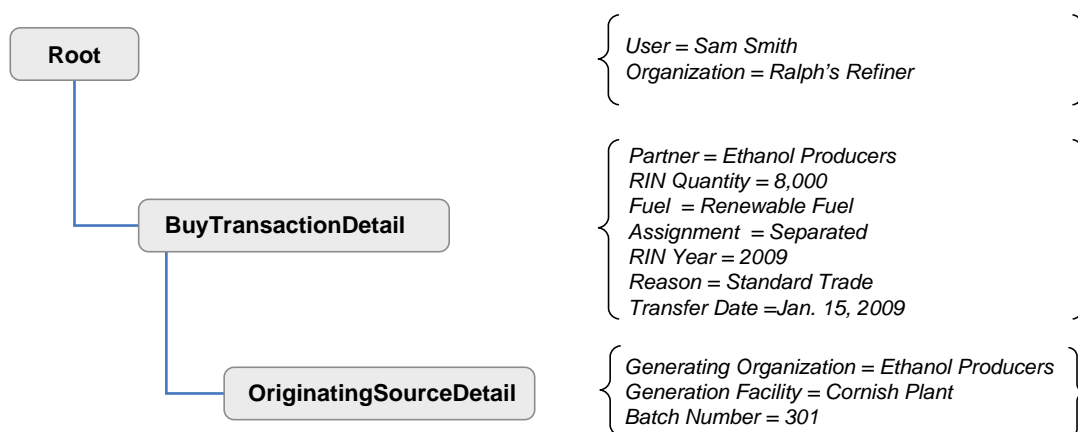 Root
User = Sam Smith
Organization = Ralph’s Refiner
BuyTransactionDetail
Partner = Ethanol Producers
RIN Quantity = 8,000
Fuel = Renewable Fuel
Assignment = Separated
RIN Year = 2009
Reason = Standard Trade
Transfer Date =Jan. 15, 2009
OriginatingSourceDetail
Generating Organization = Ethanol Producers
Generation Facility = Cornish Plant
Batch Number = 301